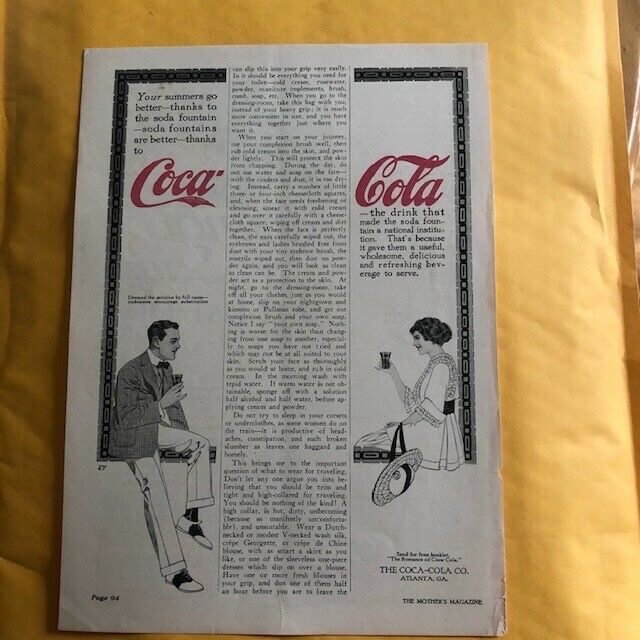 Your summers go
better—thanks to
the soda fountain
—soda fountains
are better—thanks
to
Coca-
Demand the genuine by full name—
nicknames encourage substitution.
can slip this into your grip very easily.
In it should be everything you need for
your toilet—cold cream, rosewater,
powder, manicure implements, brush,
comb, soap, etc. When you go to the
dressing-room, take this bag with you,
instead of your heavy grip; it is much
more convenient in size, and you have
everything together just where you
want it.
When you start on your journey,
use your complexion brush well, then
rub cold cream into the skin, and pow-
der lightly. This will protect the skin
from chapping. During the day, do
not use water and soap on the face—
with the cinders and dust, it is too dry-
ing. Instead, carry a number of little
three- or four-inch cheesecloth squares,
and, when the face needs freshening or
cleansing, smear it with cold cream
and go over it carefully with a cheese-
cloth square, wiping off cream and dirt
together. When the face is perfectly
clean, the ears carefully wiped out, the
eyebrows and lashes brushed free from
dust with your tiny eyebrow brush, the
nostrils wiped out, then dust on pow-
der again, and you will look as clean
as clean can be. The cream and pow-
der act as a protection to the skin. At
night, go to the dressing-room, take
off all your clothes, just as you would
at home, slip on your nightgown and
kimono or Pullman robe, and get out
complexion brush and your own soap.
Notice I say "your own soap." Noth-
ing is worse for the skin than chang-
ing from one soap to another, especial-
ly to soaps you have not tried and
which may not be at all suited to your
skin. Scrub your face as thoroughly
as you would at home, and rub in cold
cream. In the morning wash with
tepid water. If warm water is not ob-
tainable, sponge off with a solution
half alcohol and half water, before ap-
plying cream and powder.
Do not try to sleep in your corsets
or underclothes, as some women do on
the train—it is productive of head-
aches, constipation, and such broken
slumber as leaves one haggard and
homely.
This brings me to the important
question of what to wear for traveling.
Don't let any one argue you into be-
lieving that you should be trim and
tight and high-collared for traveling.
You should be nothing of the kind! A
high collar, is hot, dirty, unbecoming
(because so manifestly uncomforta-
ble), and unsuitable. Wear a Dutch-
necked or modest V-necked wash silk,
crêpe Georgette, or crêpe de Chine
blouse, with as smart a skirt as you
like, or one of the sleeveless one-piece
dresses which slip on over a blouse.
Have one or more fresh blouses in
your grip, and don one of them half
an hour before you are to leave the
Cola
—the drink that
made the soda foun-
tain a national institu-
tion. That's because
it gave them a useful,
wholesome, delicious
and refreshing bev-
erage to serve.
Send for free booklet,
"The Romance of Coca-Cola."
THE COCA-COLA CO.
ATLANTA, GA.
Page 94
THE MOTHER'S MAGAZINE